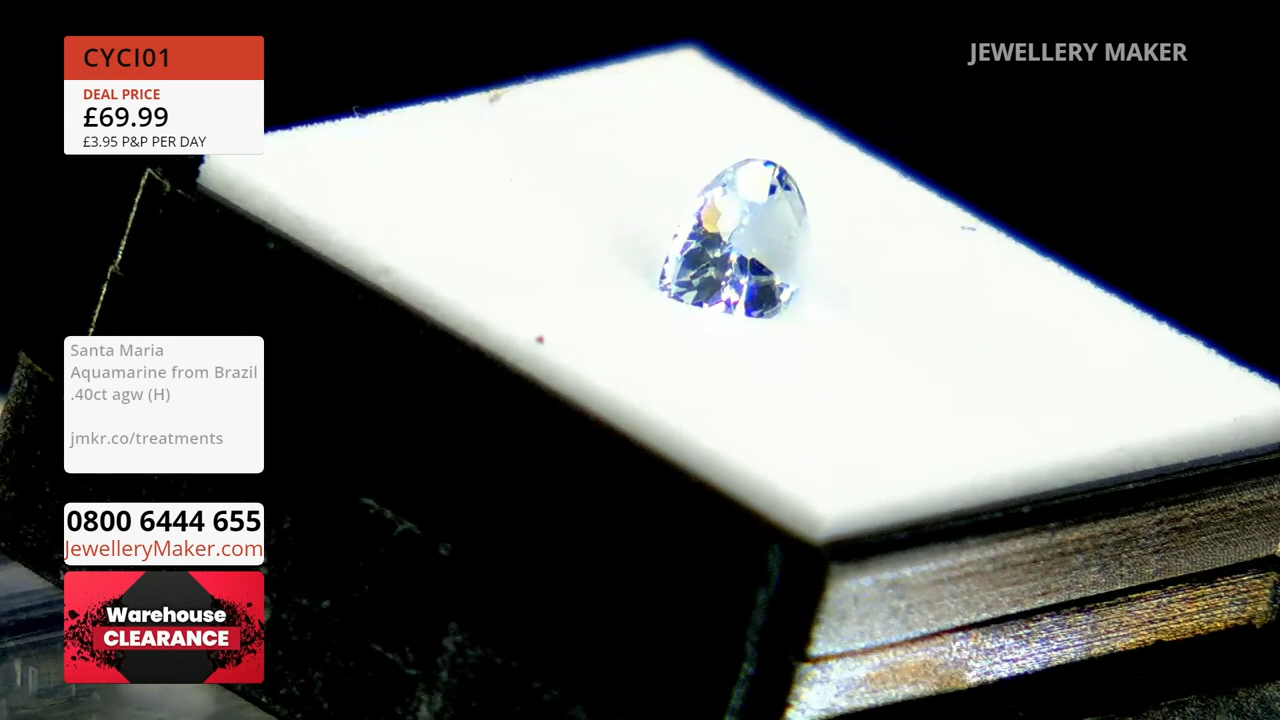 CYCI01
DEAL PRICE
£69.99
£3.95 P&P PER DAY
JEWELLERY MAKER
Santa Maria
Aquamarine from Brazil
.40ct agw (H)
jmkr.co/treatments
0800 6444 655
JewelleryMaker.com
Warehouse
CLEARANCE